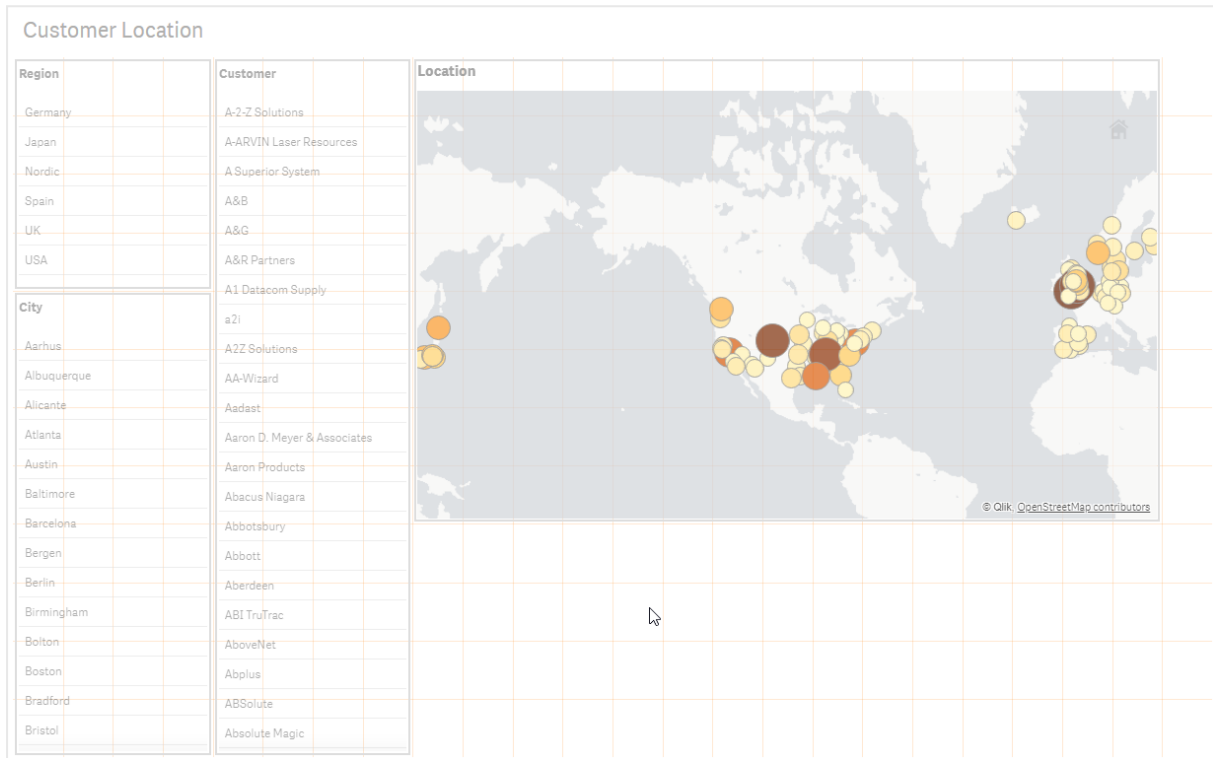 Customer Location
Region
Germany
Japan
Nordic
Spain
UK
USA
City
Aarhus
Albuquerque
Alicante
Atlanta
Austin
Baltimore
Barcelona
Bergen
Berlin
Birmingham
Bolton
Boston
Bradford
Bristol
Customer
A-2-Z Solutions
A-ARVIN Laser Resources
A Superior System
A&B
A&G
A&R Partners
A1 Datacom Supply
a2i
A2Z Solutions
AA-Wizard
Aadast
Aaron D. Meyer & Associates
Aaron Products
Abacus Niagara
Abbotsbury
Abbott
Aberdeen
ABI TruTrac
AboveNet
Abplus
ABSolute
Absolute Magic
Location
© Qlik, OpenStreetMap contributors